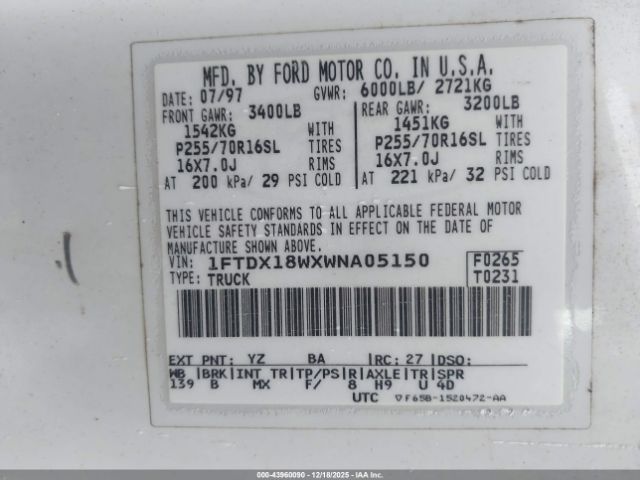 MFD. BY FORD MOTOR CO. IN U.S.A.
DATE: 07/97 GVWR: 6000LB/ 2721KG
FRONT GAWR: 3400LB REAR GAWR: 3200LB
1542KG WITH 1451KG WITH
P255/70R16SL TIRES P255/70R16SL TIRES
16X7.0J RIMS 16X7.0J RIMS
AT 200 kPa/ 29 PSI COLD AT 221 kPa/ 32 PSI COLD
THIS VEHICLE CONFORMS TO ALL APPLICABLE FEDERAL MOTOR
VEHICLE SAFETY STANDARDS IN EFFECT ON THE DATE OF
MANUFACTURE SHOWN ABOVE.
VIN: 1FTDX18WXWNA05150 F0265
TYPE: TRUCK T0231
EXT PNT: YZ BA RC: 27 DSO:
WB BRK INT TR TP/PS R AXLE TR SPR
139 B MX F/ 8 H9 U 4D
UTC ▽F65B-1520472-AA
000-43960090 - 12/18/2025 - IAAI.COM